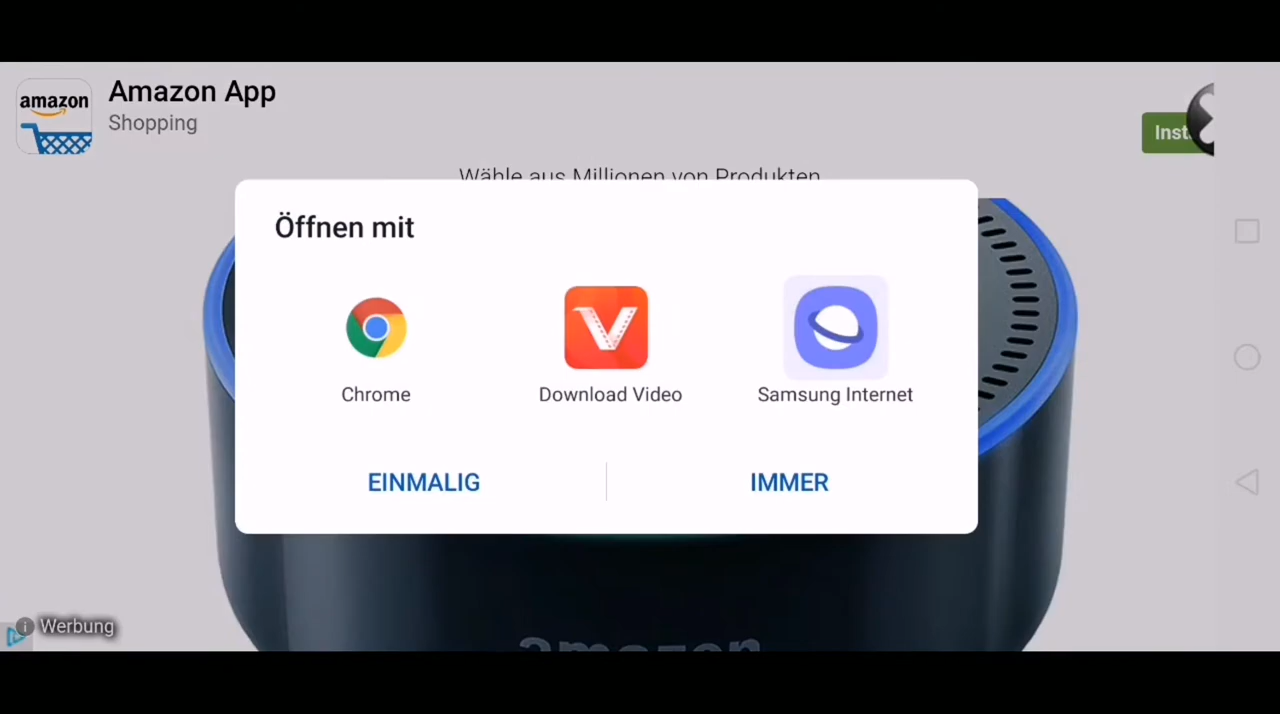 amazon
Amazon App
Shopping
Wähle aus Millionen von Produkten
Öffnen mit
Chrome
Download Video
Samsung Internet
EINMALIG
IMMER
Werbung
amazon